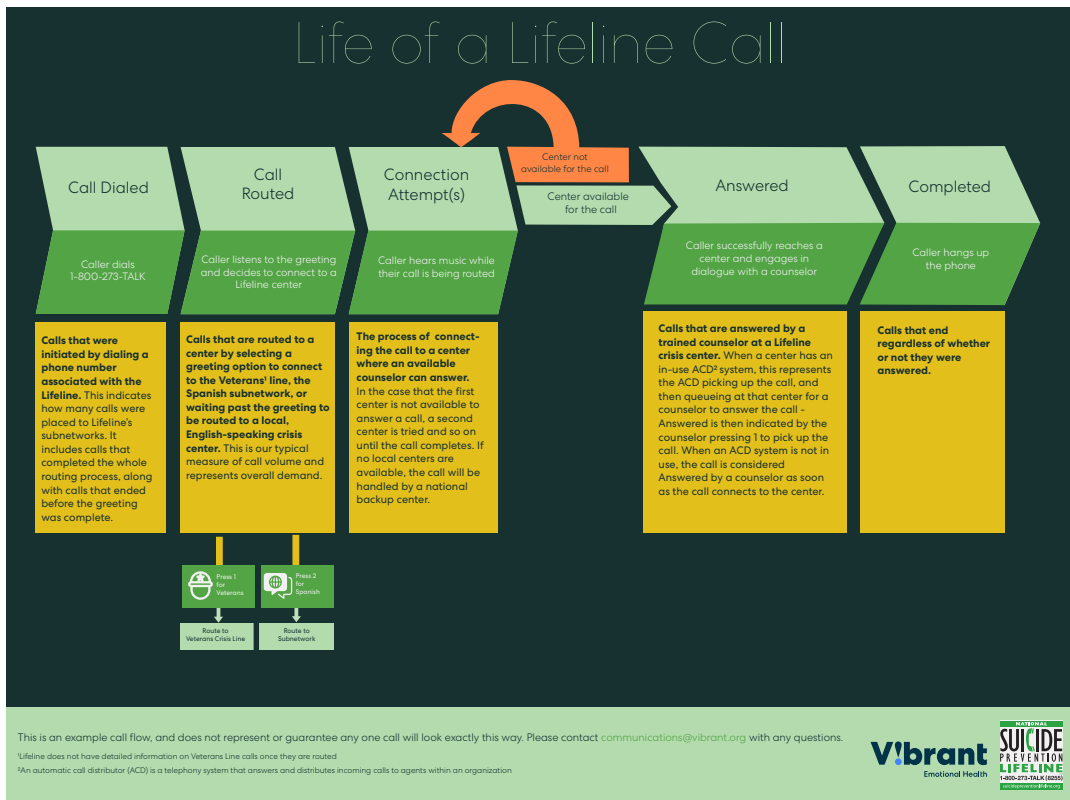 Life of a Lifeline Call
Call Dialed
Caller dials
1-800-273-TALK
Calls that were
initiated by dialing a
phone number
associated with the
Lifeline. This indicates
how many calls were
placed to Lifeline's
subnetworks. It
includes calls that
completed the whole
routing process, along
with calls that ended
before the greeting
was complete.
Call
Routed
Caller listens to the greeting
and decides to connect to a
Lifeline center
Calls that are routed to a
center by selecting a
greeting option to connect
to the Veterans¹ line, the
Spanish subnetwork, or
waiting past the greeting to
be routed to a local,
English-speaking crisis
center. This is our typical
measure of call volume and
represents overall demand.
Press 1
for
Veterans
Route to
Veterans Crisis Line
Press 2
for
Spanish
Route to
Subnetwork
Connection
Attempt(s)
Caller hears music while
their call is being routed
The process of connect-
ing the call to a center
where an available
counselor can answer.
In the case that the first
center is not available to
answer a call, a second
center is tried and so on
until the call completes. If
no local centers are
available, the call will be
handled by a national
backup center.
Center not
available for the call
Center available
for the call
Answered
Caller successfully reaches a
center and engages in
dialogue with a counselor
Calls that are answered by a
trained counselor at a Lifeline
crisis center. When a center has an
in-use ACD² system, this represents
the ACD picking up the call, and
then queueing at that center for a
counselor to answer the call -
Answered is then indicated by the
counselor pressing 1 to pick up the
call. When an ACD system is not in
use, the call is considered
Answered by a counselor as soon
as the call connects to the center.
Completed
Caller hangs up
the phone
Calls that end
regardless of whether
or not they were
answered.
This is an example call flow, and does not represent or guarantee any one call will look exactly this way. Please contact communications@vibrant.org with any questions.
¹Lifeline does not have detailed information on Veterans Line calls once they are routed
²An automatic call distributor (ACD) is a telephony system that answers and distributes incoming calls to agents within an organization
V!brant
Emotional Health
NATIONAL
SUICIDE
PREVENTION
LIFELINE
1-800-273-TALK (8255)
suicidepreventionlifeline.org